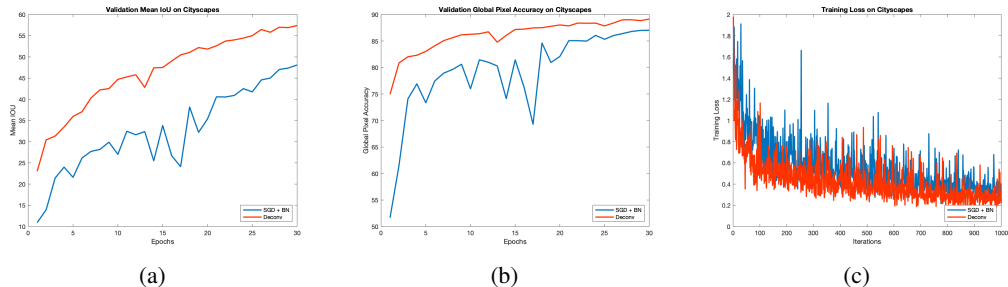 Validation Mean IoU on Cityscapes
60
55
50
45
40
35
30
25
20
15
10
Mean IOU
0 5 10 15 20 25 30
Epochs
SGD + BN
Deconv
(a)
Validation Global Pixel Accuracy on Cityscapes
90
85
80
75
70
65
60
55
50
Global Pixel Accuracy
0 5 10 15 20 25 30
Epochs
SGD + BN
Deconv
(b)
Training Loss on Cityscapes
2
1.8
1.6
1.4
1.2
1
0.8
0.6
0.4
0.2
0
Training Loss
0 100 200 300 400 500 600 700 800 900 1000
Iterations
SGD + BN
Deconv
(c)